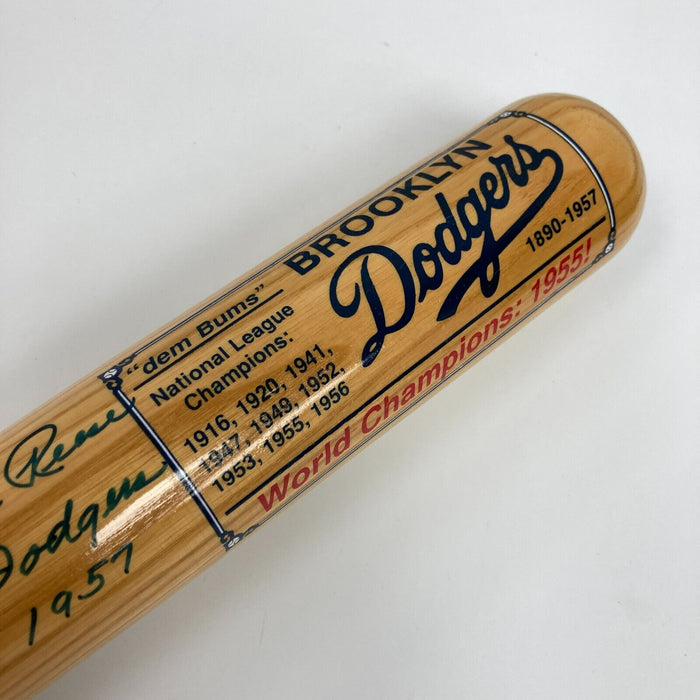 BROOKLYN
Dodgers
1890-1957
"dem Bums"
National League
Champions:
1916, 1920, 1941,
1947, 1949, 1952,
1953, 1955, 1956
World Champions: 1955!
Rene
Dodgers
1957